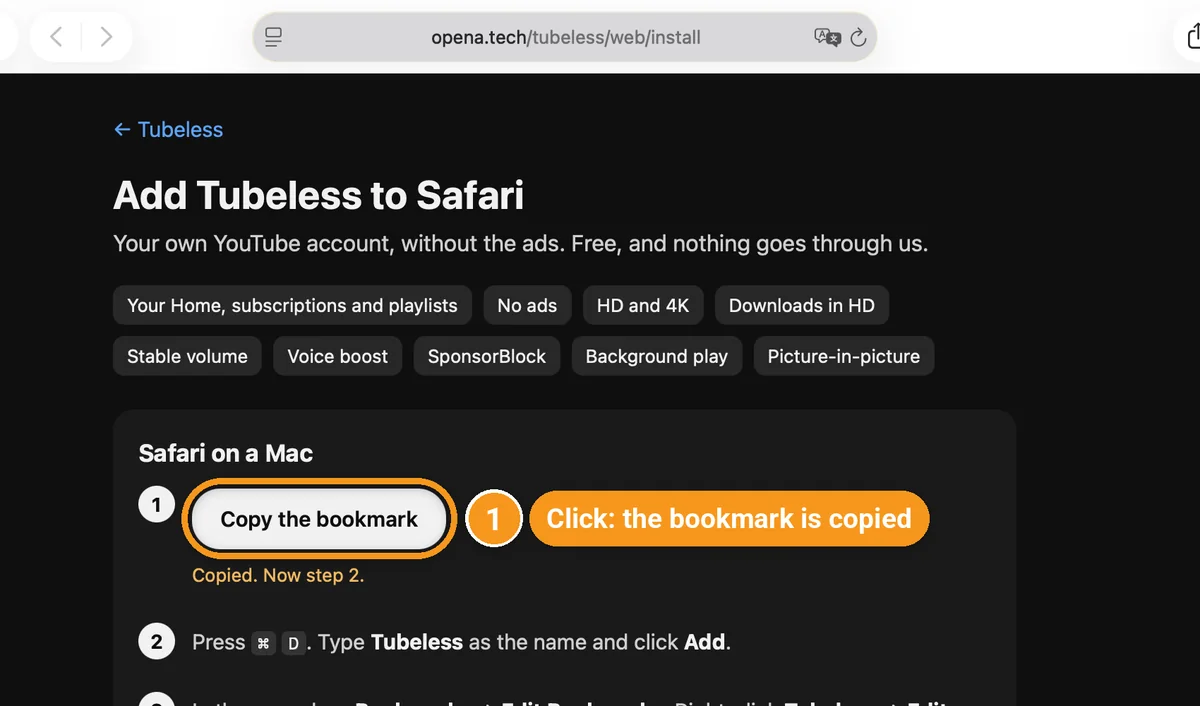 opena.tech/tubeless/web/install
← Tubeless
Add Tubeless to Safari
Your own YouTube account, without the ads. Free, and nothing goes through us.
Your Home, subscriptions and playlists No ads HD and 4K Downloads in HD
Stable volume Voice boost SponsorBlock Background play Picture-in-picture
Safari on a Mac
1 Copy the bookmark 1 Click: the bookmark is copied
Copied. Now step 2.
2 Press ⌘ D. Type Tubeless as the name and click Add.